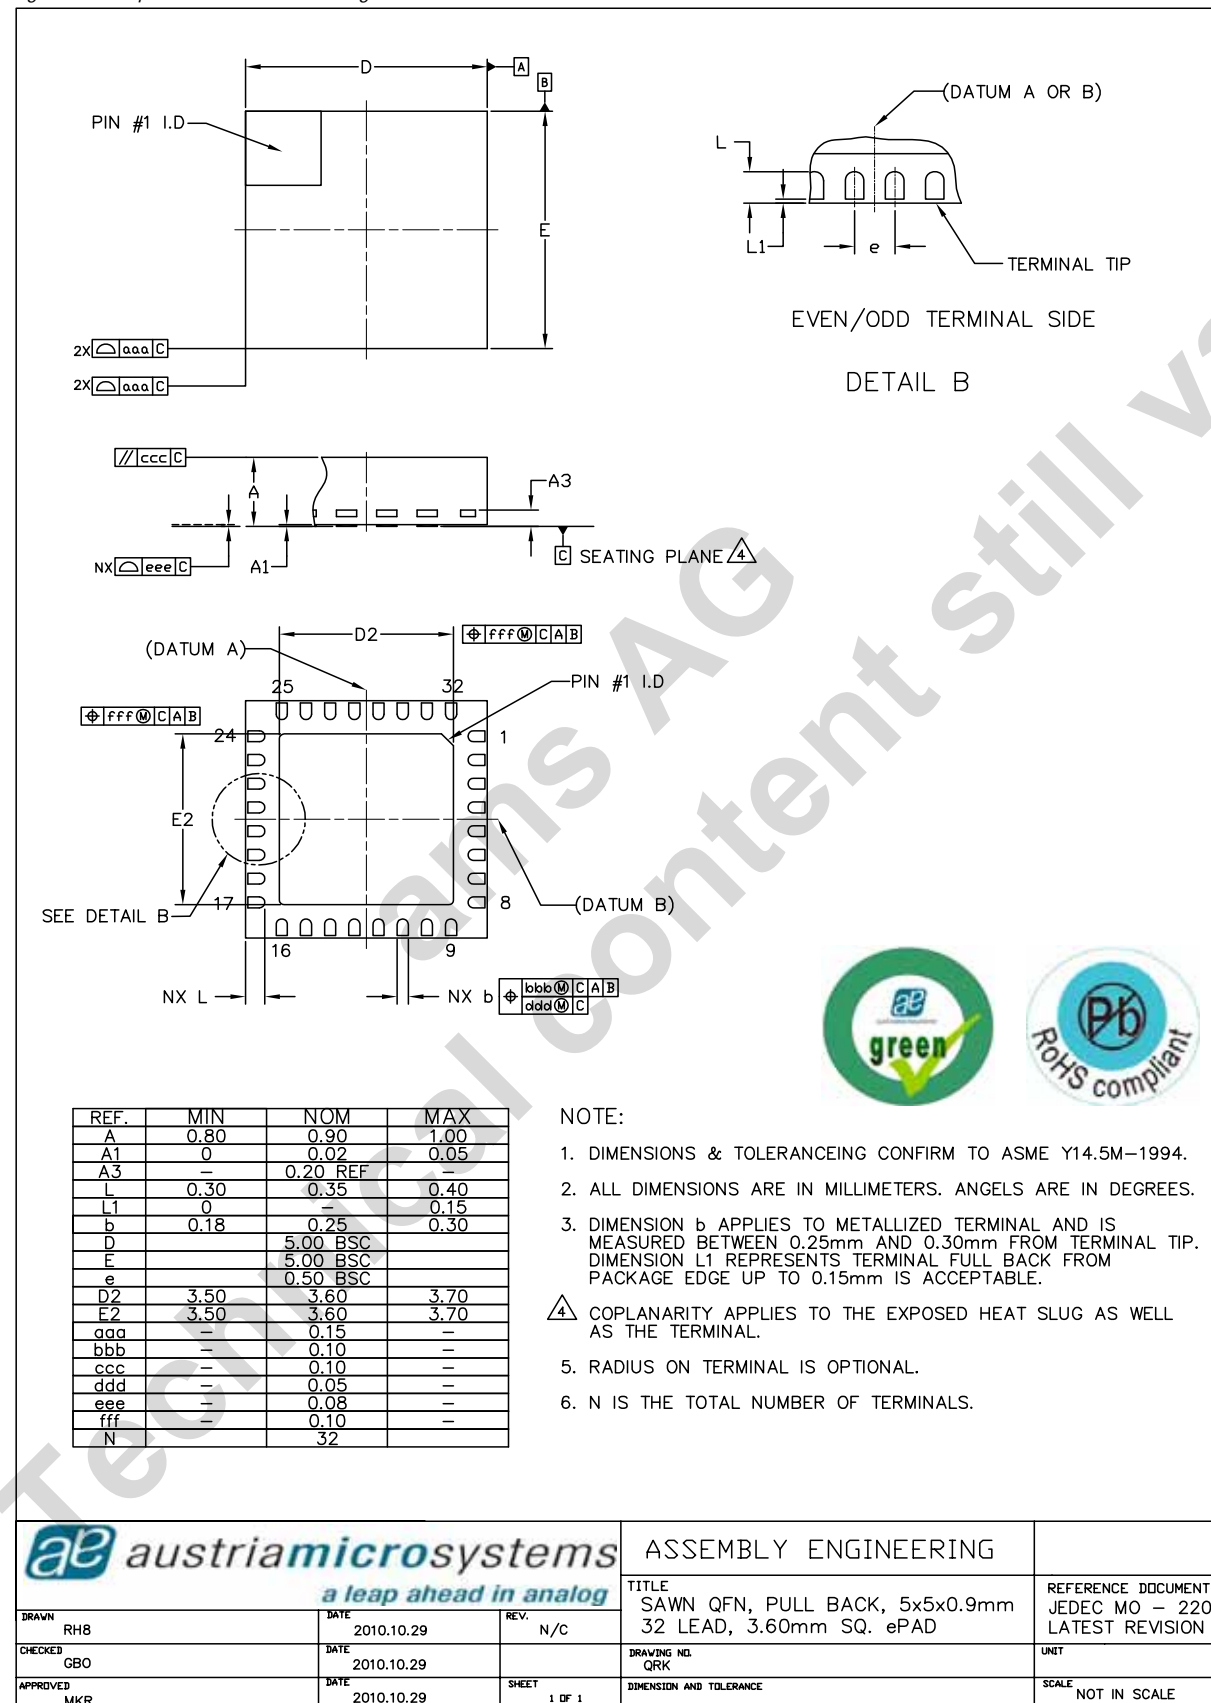 D
A
B
PIN #1 I.D
E
2X aaa C
2X aaa C
(DATUM A OR B)
L
L1
e
TERMINAL TIP
EVEN/ODD TERMINAL SIDE
DETAIL B
// ccc C
A
A3
NX eee C
A1
C SEATING PLANE 4
(DATUM A)
D2
fff Ⓜ C A B
25
32
PIN #1 I.D
fff Ⓜ C A B
24
1
E2
SEE DETAIL B
17
8
(DATUM B)
16
9
NX L
NX b
bbb Ⓜ C A B
ddd Ⓜ C
green
Pb
RoHS compliant
REF. MIN NOM MAX
A 0.80 0.90 1.00
A1 0 0.02 0.05
A3 – 0.20 REF –
L 0.30 0.35 0.40
L1 0 – 0.15
b 0.18 0.25 0.30
D 5.00 BSC
E 5.00 BSC
e 0.50 BSC
D2 3.50 3.60 3.70
E2 3.50 3.60 3.70
aaa – 0.15 –
bbb – 0.10 –
ccc – 0.10 –
ddd – 0.05 –
eee – 0.08 –
fff – 0.10 –
N 32
NOTE:
1. DIMENSIONS & TOLERANCEING CONFIRM TO ASME Y14.5M–1994.
2. ALL DIMENSIONS ARE IN MILLIMETERS. ANGELS ARE IN DEGREES.
3. DIMENSION b APPLIES TO METALLIZED TERMINAL AND IS
MEASURED BETWEEN 0.25mm AND 0.30mm FROM TERMINAL TIP.
DIMENSION L1 REPRESENTS TERMINAL FULL BACK FROM
PACKAGE EDGE UP TO 0.15mm IS ACCEPTABLE.
4 COPLANARITY APPLIES TO THE EXPOSED HEAT SLUG AS WELL
AS THE TERMINAL.
5. RADIUS ON TERMINAL IS OPTIONAL.
6. N IS THE TOTAL NUMBER OF TERMINALS.
ams AG
Technical content still va
ae austriamicrosystems
a leap ahead in analog
ASSEMBLY ENGINEERING
TITLE
SAWN QFN, PULL BACK, 5x5x0.9mm
32 LEAD, 3.60mm SQ. ePAD
REFERENCE DOCUMENT
JEDEC MO – 220
LATEST REVISION
DRAWN
RH8
DATE
2010.10.29
REV.
N/C
CHECKED
GBO
DATE
2010.10.29
DRAWING NO.
QRK
UNIT
APPROVED
MKR
DATE
2010.10.29
SHEET
1 OF 1
DIMENSION AND TOLERANCE
SCALE
NOT IN SCALE